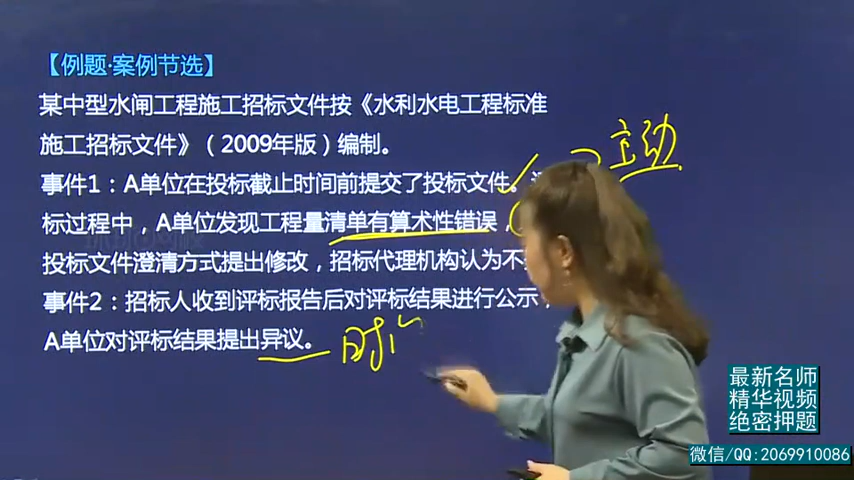 【例题·案例节选】
某中型水闸工程施工招标文件按《水利水电工程标准
施工招标文件》（2009年版）编制。
主动
事件1：A单位在投标截止时间前提交了投标文件。
标过程中，A单位发现工程量清单有算术性错误，
投标文件澄清方式提出修改，招标代理机构认为不
事件2：招标人收到评标报告后对评标结果进行公示，
A单位对评标结果提出异议。
时
最新名师
精华视频
绝密押题
微信/QQ:2069910086